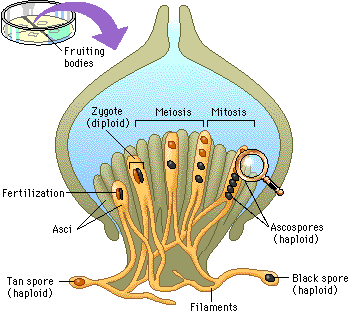 Fruiting
bodies
Zygote
(diploid)
Meiosis
Mitosis
Fertilization
Asci
Ascospores
(haploid)
Tan spore
(haploid)
Black spore
(haploid)
Filaments